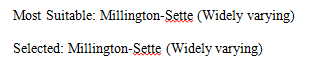 Most Suitable: Millington-Sette (Widely varying)
Selected: Millington-Sette (Widely varying)